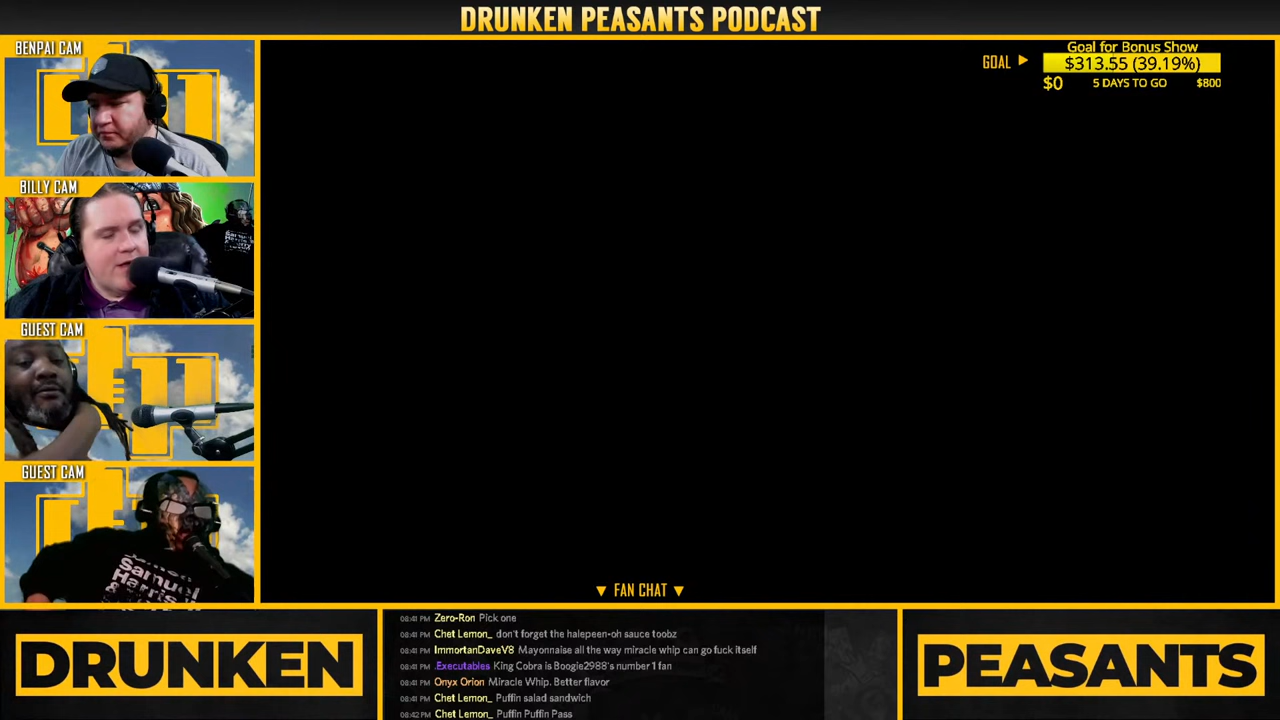 DRUNKEN PEASANTS PODCAST
BENPAI CAM
BILLY CAM
GUEST CAM
GUEST CAM
Samuel
Harris
GOAL ▶
Goal for Bonus Show
$313.55 (39.19%)
$0 5 DAYS TO GO $800
▼ FAN CHAT ▼
08:41 PM Zero-Ron Pick one
08:41 PM Chet Lemon_ don't forget the halepeen-oh sauce toobz
08:41 PM ImmortanDaveV8 Mayonnaise all the way miracle whip can go fuck itself
08:41 PM .Executables King Cobra is Boogie2988's number 1 fan
08:41 PM Onyx Orion Miracle Whip. Better flavor
08:41 PM Chet Lemon_ Puffin salad sandwich
08:42 PM Chet Lemon_ Puffin Puffin Pass
DRUNKEN
PEASANTS